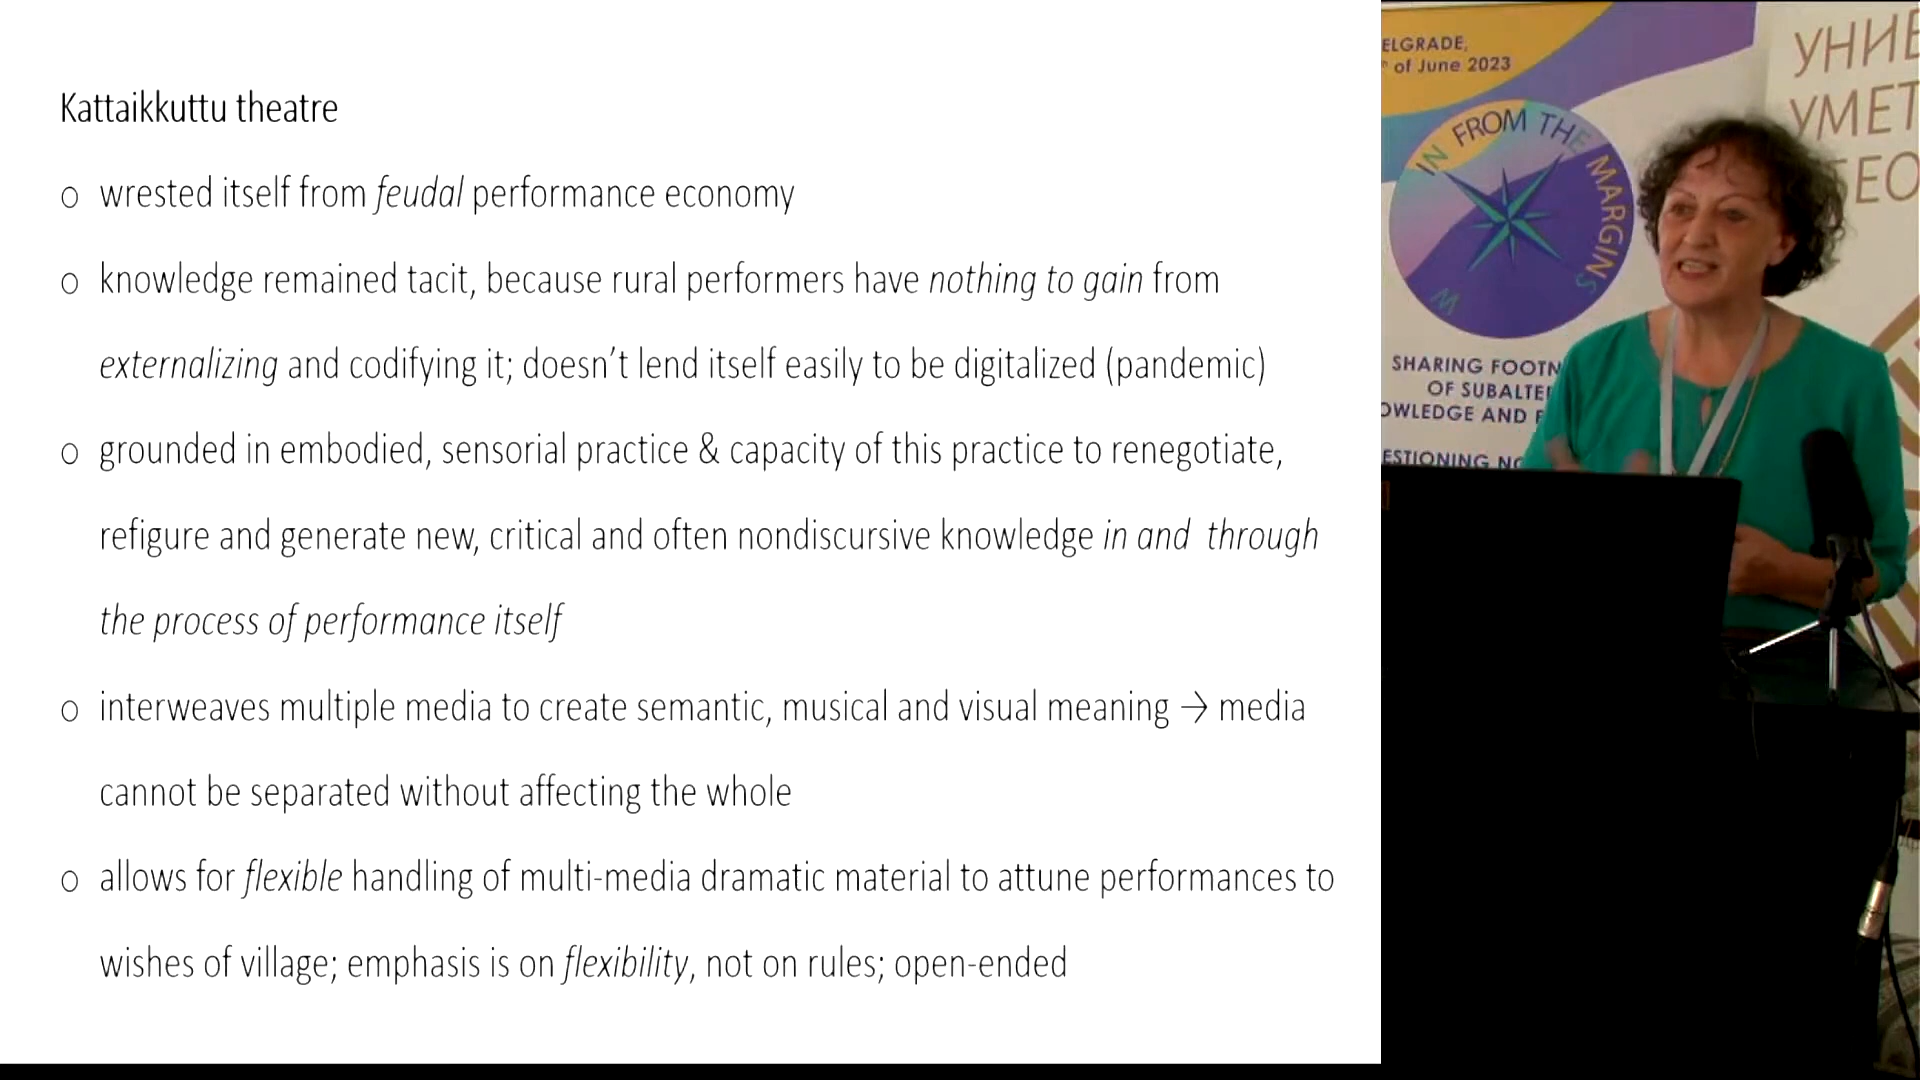 Kattaikkuttu theatre
o wrested itself from feudal performance economy
o knowledge remained tacit, because rural performers have nothing to gain from
externalizing and codifying it; doesn’t lend itself easily to be digitalized (pandemic)
o grounded in embodied, sensorial practice & capacity of this practice to renegotiate,
refigure and generate new, critical and often nondiscursive knowledge in and through
the process of performance itself
o interweaves multiple media to create semantic, musical and visual meaning → media
cannot be separated without affecting the whole
o allows for flexible handling of multi-media dramatic material to attune performances to
wishes of village; emphasis is on flexibility, not on rules; open-ended
ELGRADE,
of June 2023
IN FROM THE MARGINS
W
SHARING FOOTN
OF SUBALTE
OWLEDGE AND
ESTIONING NO
УНИВ
УМЕТ
БЕО